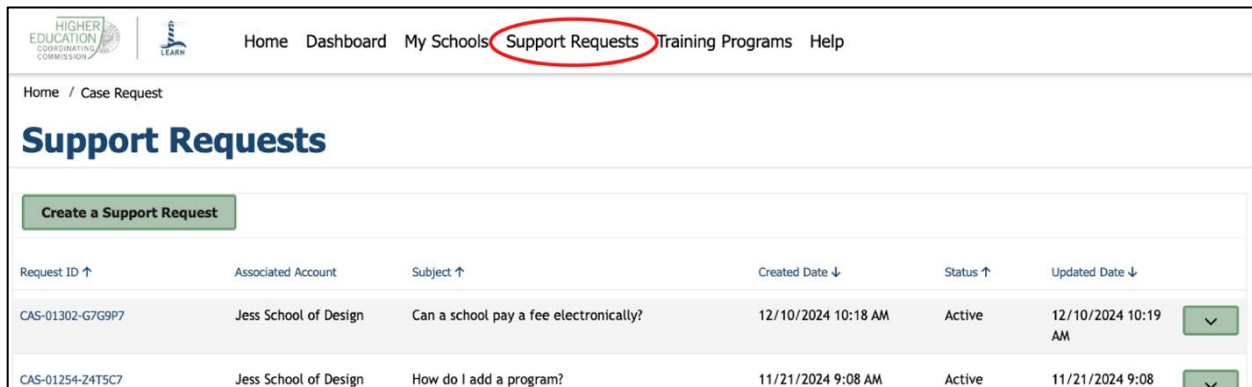 HIGHER
EDUCATION
COORDINATING
COMMISSION
LEARN
Home Dashboard My Schools Support Requests Training Programs Help
Home / Case Request
Support Requests
Create a Support Request
Request ID ↑ Associated Account Subject ↑ Created Date ↓ Status ↑ Updated Date ↓
CAS-01302-G7G9P7 Jess School of Design Can a school pay a fee electronically? 12/10/2024 10:18 AM Active 12/10/2024 10:19
AM
CAS-01254-Z4T5C7 Jess School of Design How do I add a program? 11/21/2024 9:08 AM Active 11/21/2024 9:08